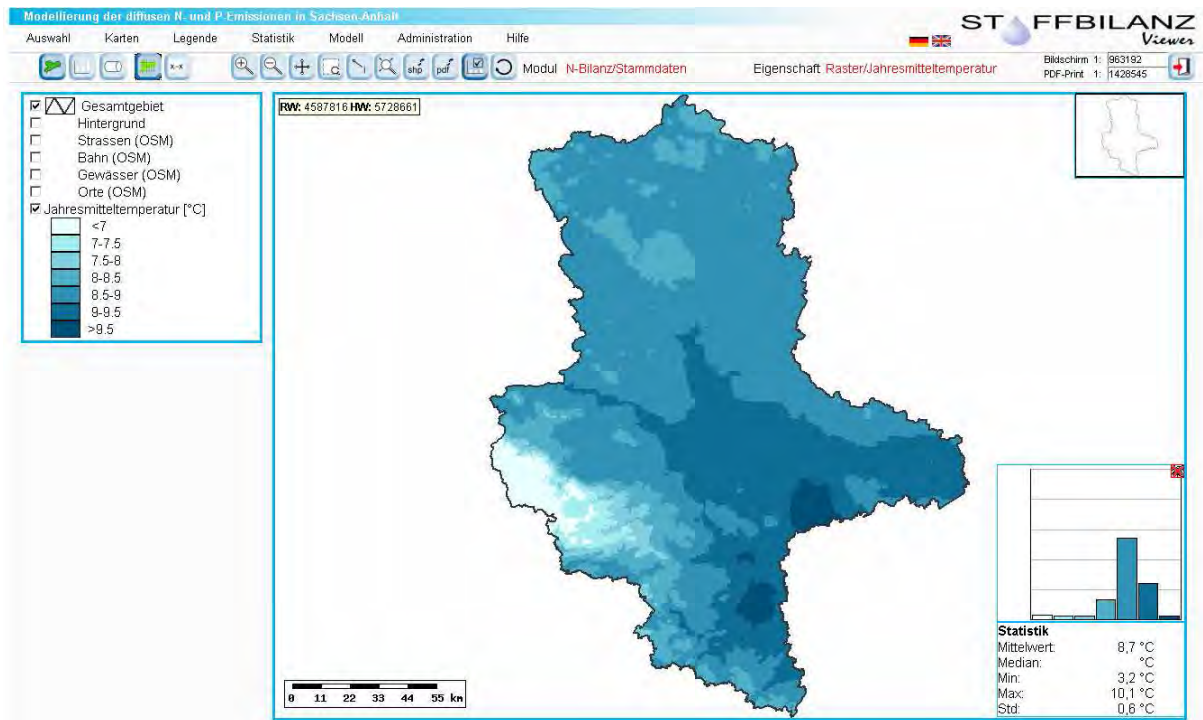 Modellierung der diffusen N- und P-Emissionen in Sachsen-Anhalt
STOFFBILANZ
Viewer
Auswahl Karten Legende Statistik Modell Administration Hilfe
shp pdf Modul N-Bilanz/Stammdaten Eigenschaft Raster/Jahresmitteltemperatur
Bildschirm 1: 963192
PDF-Print 1: 1428545
Gesamtgebiet
Hintergrund
Strassen (OSM)
Bahn (OSM)
Gewässer (OSM)
Orte (OSM)
Jahresmitteltemperatur [°C]
<7
7-7.5
7.5-8
8-8.5
8.5-9
9-9.5
>9.5
RW: 4587816 HW: 5728661
0 11 22 33 44 55 km
Statistik
Mittelwert: 8,7 °C
Median: °C
Min: 3,2 °C
Max: 10,1 °C
Std: 0,6 °C